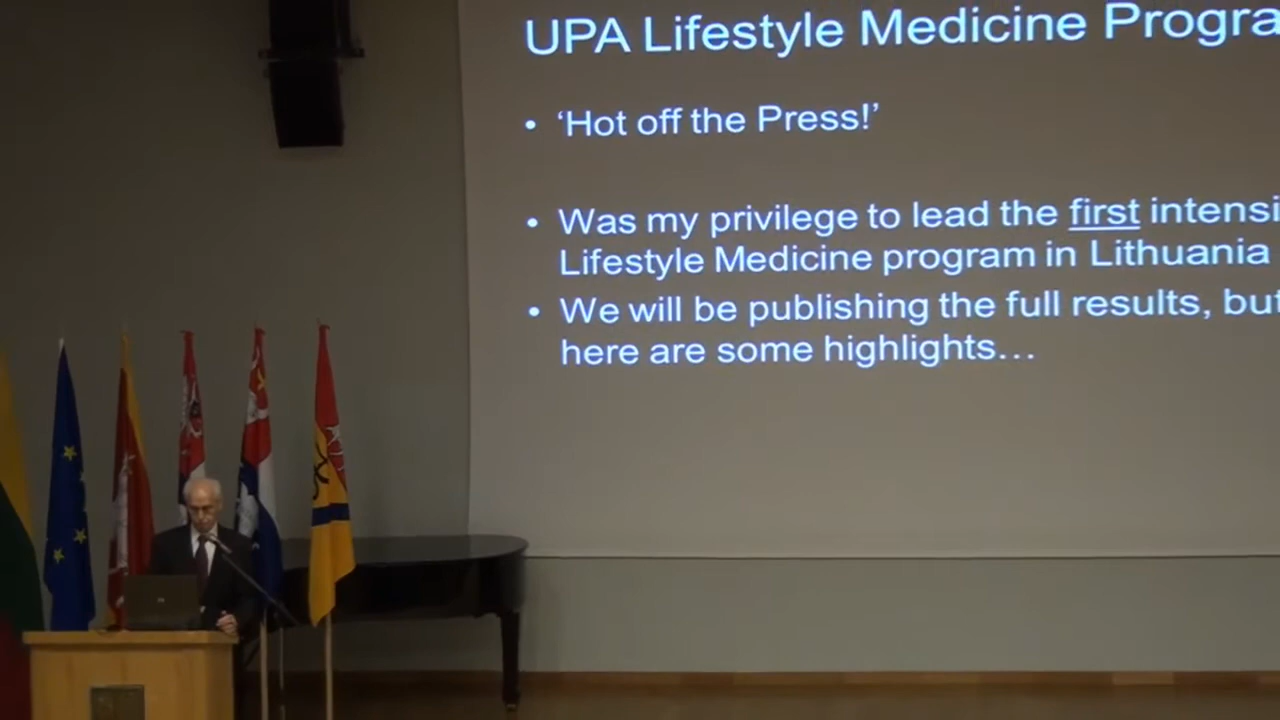 UPA Lifestyle Medicine Progra
• ‘Hot off the Press!’
• Was my privilege to lead the first intensi
Lifestyle Medicine program in Lithuania
• We will be publishing the full results, but
here are some highlights…